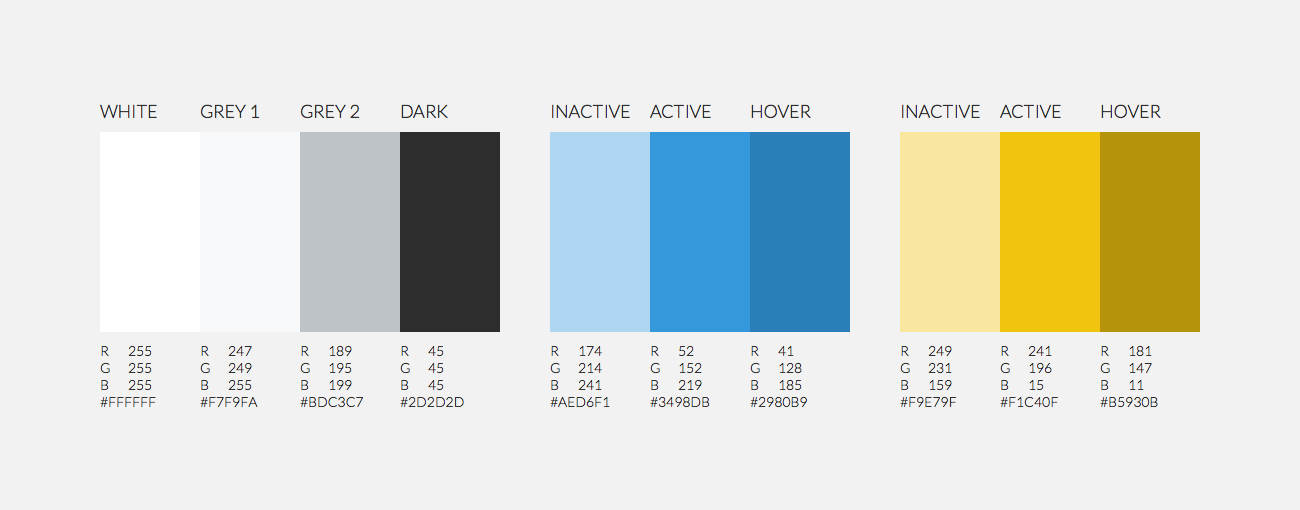 WHITE GREY 1 GREY 2 DARK INACTIVE ACTIVE HOVER INACTIVE ACTIVE HOVER
R 255 R 247 R 189 R 45 R 174 R 52 R 41 R 249 R 241 R 181
G 255 G 249 G 195 G 45 G 214 G 152 G 128 G 231 G 196 G 147
B 255 B 255 B 199 B 45 B 241 B 219 B 185 B 159 B 15 B 11
#FFFFFF #F7F9FA #BDC3C7 #2D2D2D #AED6F1 #3498DB #2980B9 #F9E79F #F1C40F #B5930B